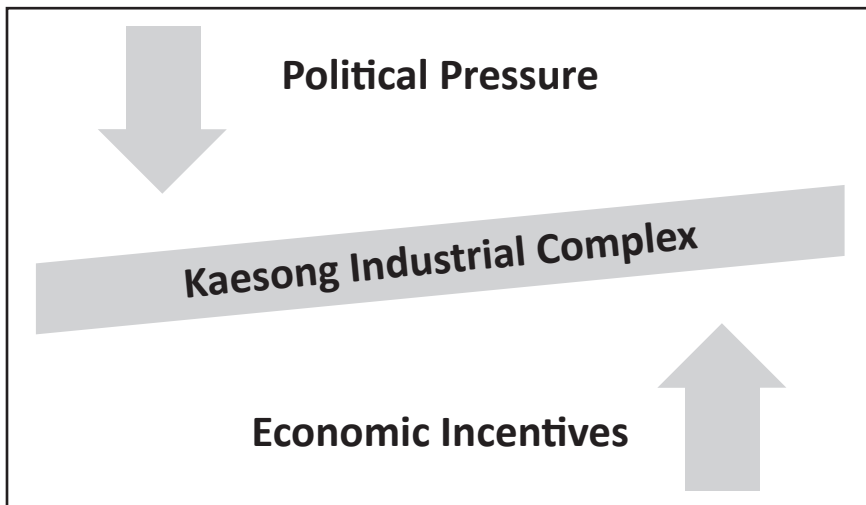 Political Pressure
Kaesong Industrial Complex
Economic Incentives